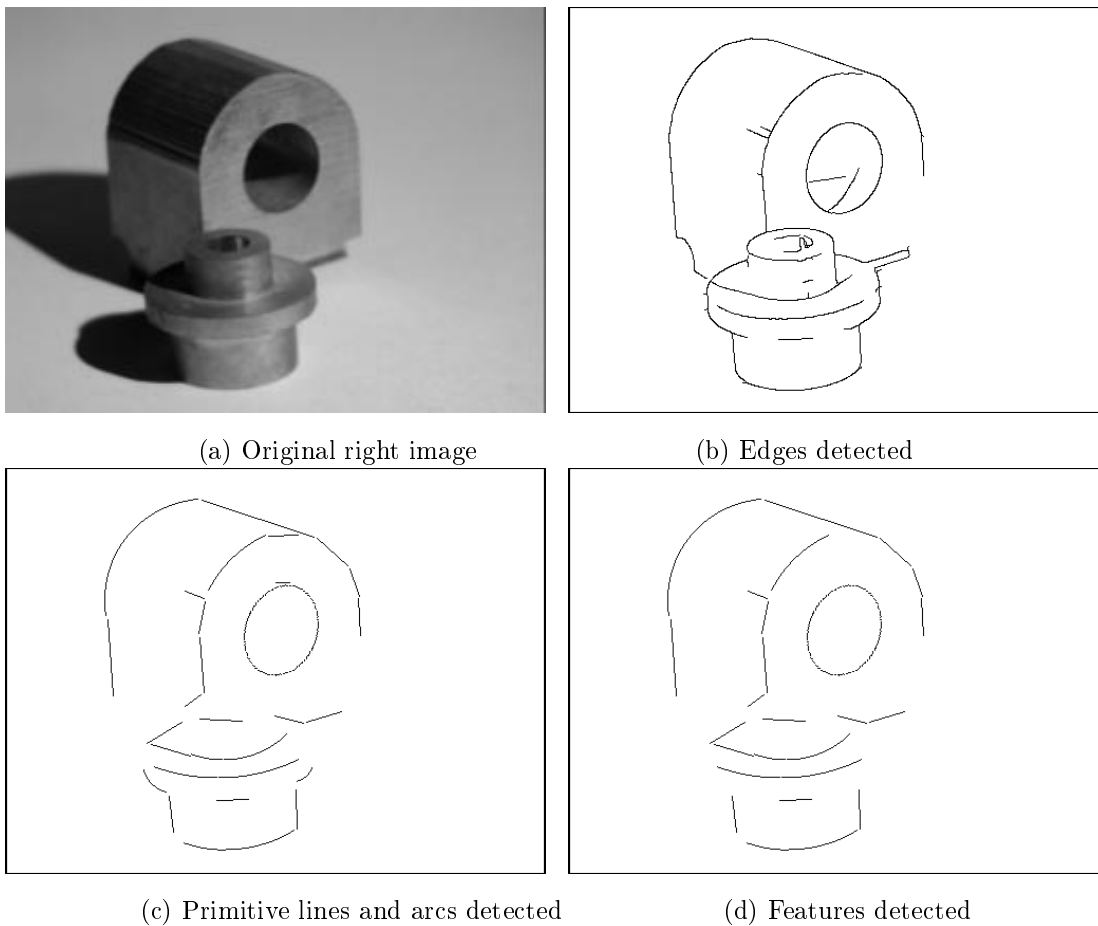 (a) Original right image
(b) Edges detected
(c) Primitive lines and arcs detected
(d) Features detected